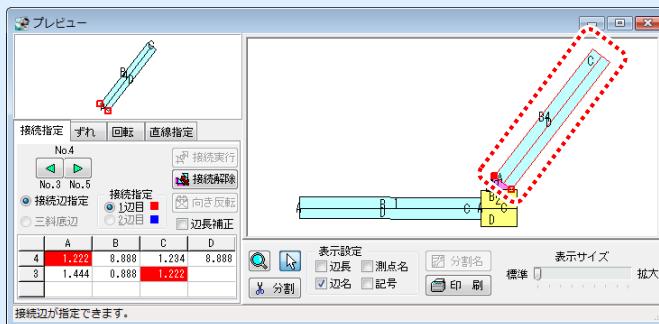 プレビュー
C
B
4
D
接続指定 ずれ 回転 直線指定
No.4
No.3 No.5
接続実行
接続解除
向き反転
辺長補正
接続辺指定
三斜底辺
接続指定
1辺目
2辺目
A B C D
4 1.222 8.888 1.234 8.888
3 1.444 0.888 1.222
C
B4
D
A B 1 D C A B 2 C D
分割
表示設定
辺長 測点名
辺名 記号
分割名
印 刷
表示サイズ
標準 拡大
接続辺が指定できます。